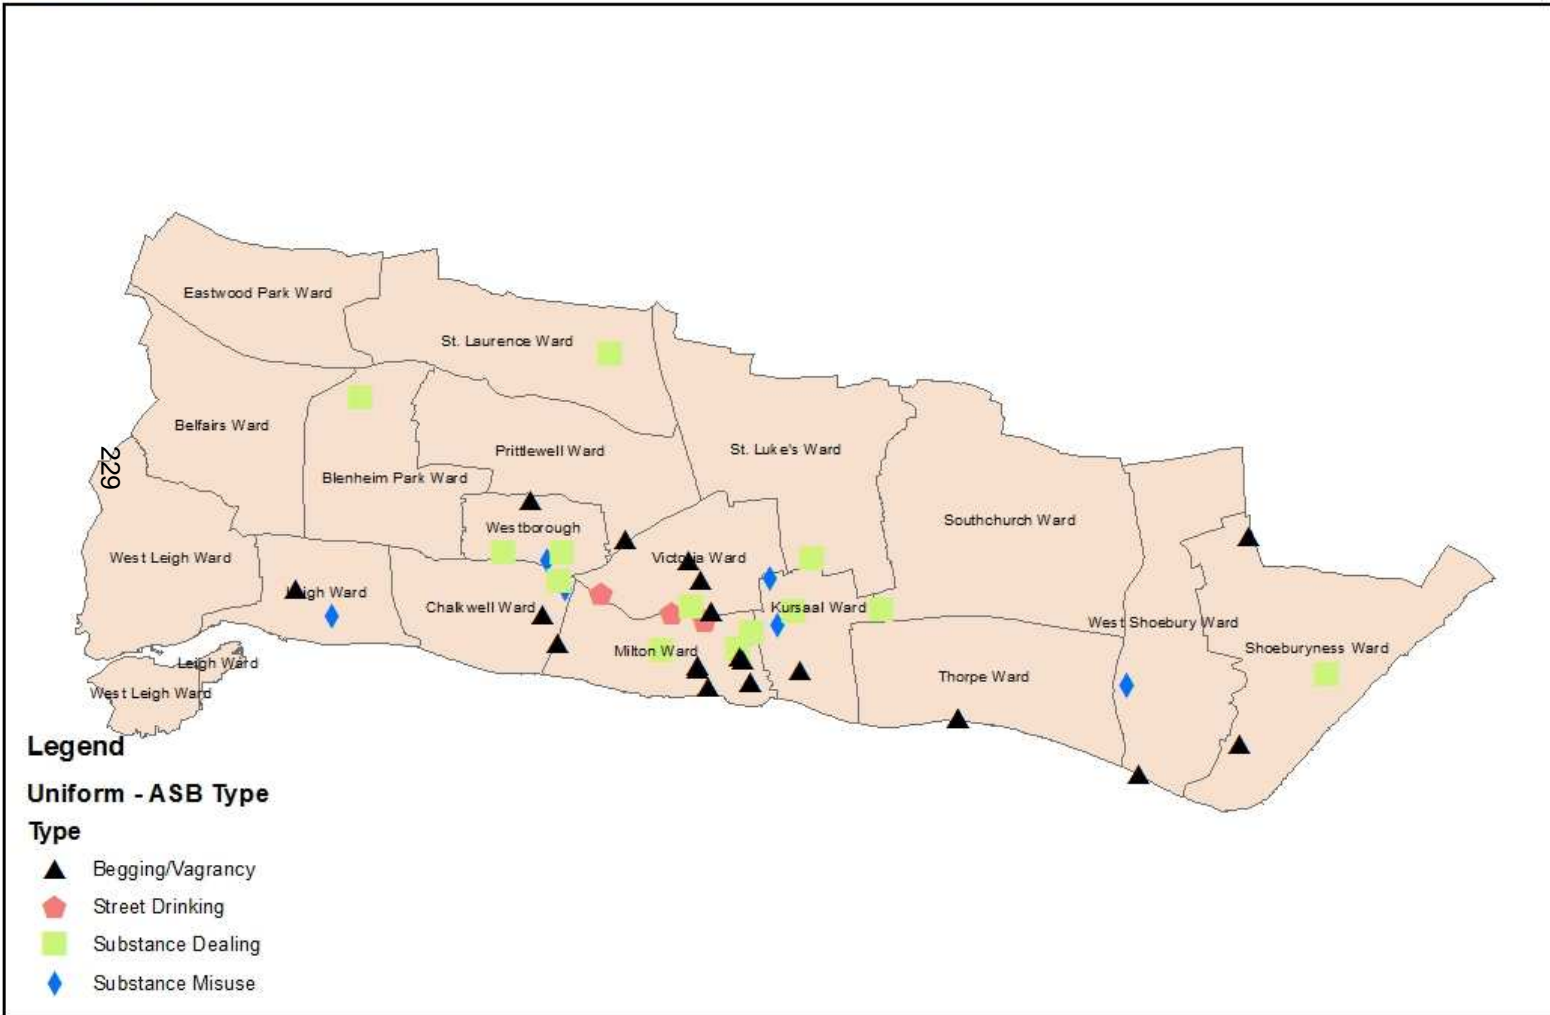 Eastwood Park Ward
St. Laurence Ward
Belfairs Ward
Prittlewell Ward
St. Luke's Ward
229
Blenheim Park Ward
Westborough
Southchurch Ward
West Leigh Ward
Victoria Ward
Leigh Ward
Chalkwell Ward
Kursaal Ward
West Shoebury Ward
Milton Ward
Shoeburyness Ward
Leigh Ward
Thorpe Ward
West Leigh Ward
Legend
Uniform - ASB Type
Type
Begging/Vagrancy
Street Drinking
Substance Dealing
Substance Misuse